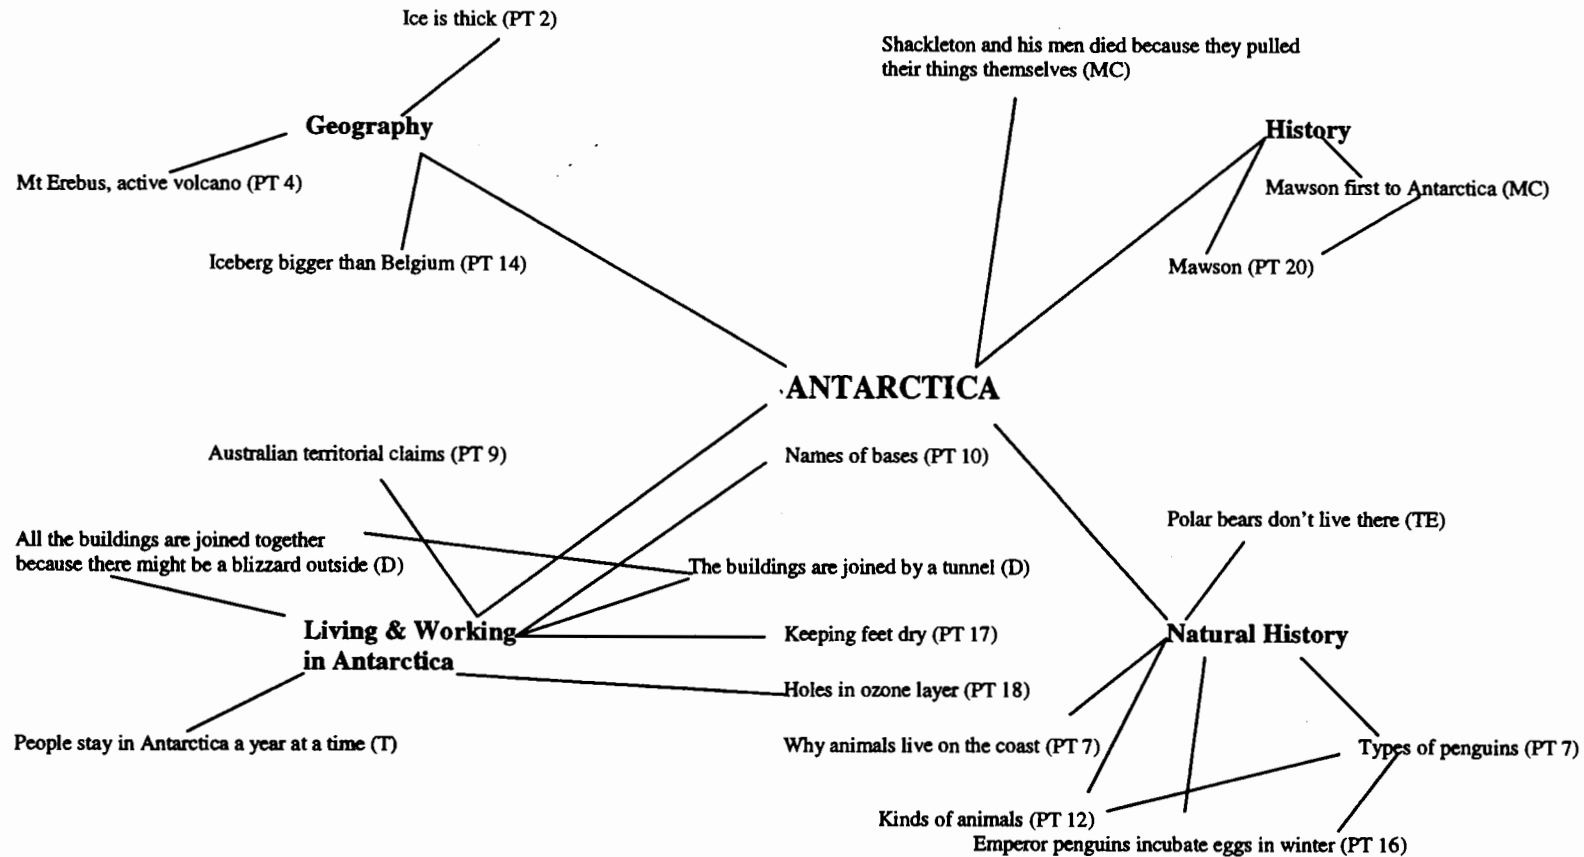 Ice is thick (PT 2)
Shackleton and his men died because they pulled
their things themselves (MC)
Geography
History
Mt Erebus, active volcano (PT 4)
Mawson first to Antarctica (MC)
Iceberg bigger than Belgium (PT 14)
Mawson (PT 20)
ANTARCTICA
Australian territorial claims (PT 9)
Names of bases (PT 10)
Polar bears don't live there (TE)
All the buildings are joined together
because there might be a blizzard outside (D)
The buildings are joined by a tunnel (D)
Living & Working
in Antarctica
Keeping feet dry (PT 17)
Natural History
Holes in ozone layer (PT 18)
People stay in Antarctica a year at a time (T)
Why animals live on the coast (PT 7)
Types of penguins (PT 7)
Kinds of animals (PT 12)
Emperor penguins incubate eggs in winter (PT 16)